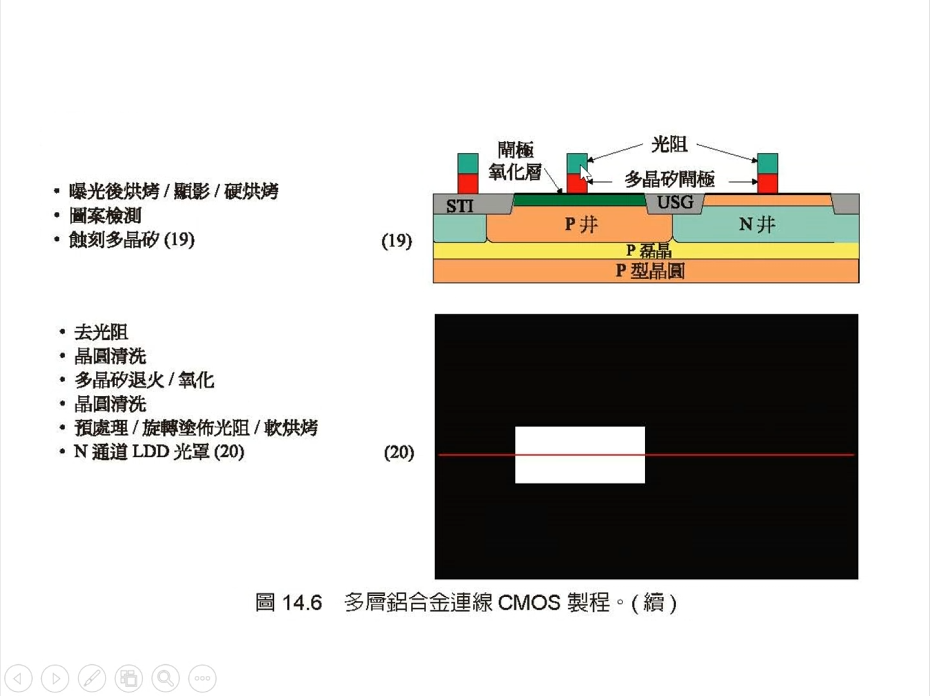 • 曝光後烘烤 / 顯影 / 硬烘烤
• 圖案檢測
• 蝕刻多晶矽 (19)
(19)
閘極
氧化層
光阻
多晶矽閘極
STI
USG
P 井
N 井
P 磊晶
P 型晶圓
• 去光阻
• 晶圓清洗
• 多晶矽退火 / 氧化
• 晶圓清洗
• 預處理 / 旋轉塗佈光阻 / 軟烘烤
• N 通道 LDD 光罩 (20)
(20)
圖 14.6 多層鋁合金連線 CMOS 製程。( 續 )